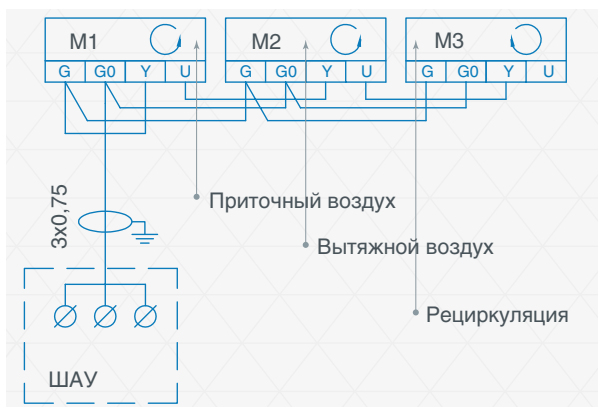 M1 M2 M3
G G0 Y U G G0 Y U G G0 Y U
Приточный воздух
3x0,75
Вытяжной воздух
Рециркуляция
ШАУ